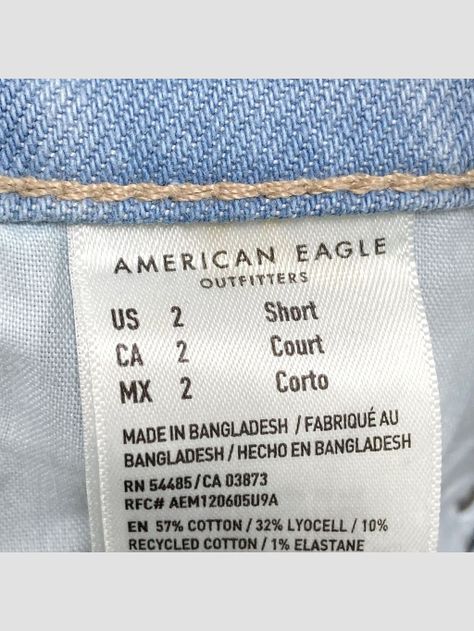 AMERICAN EAGLE
OUTFITTERS
US 2 Short
CA 2 Court
MX 2 Corto
MADE IN BANGLADESH / FABRIQUÉ AU
BANGLADESH / HECHO EN BANGLADESH
RN 54485 / CA 03873
RFC# AEM120605U9A
EN 57% COTTON / 32% LYOCELL / 10%
RECYCLED COTTON / 1% ELASTANE